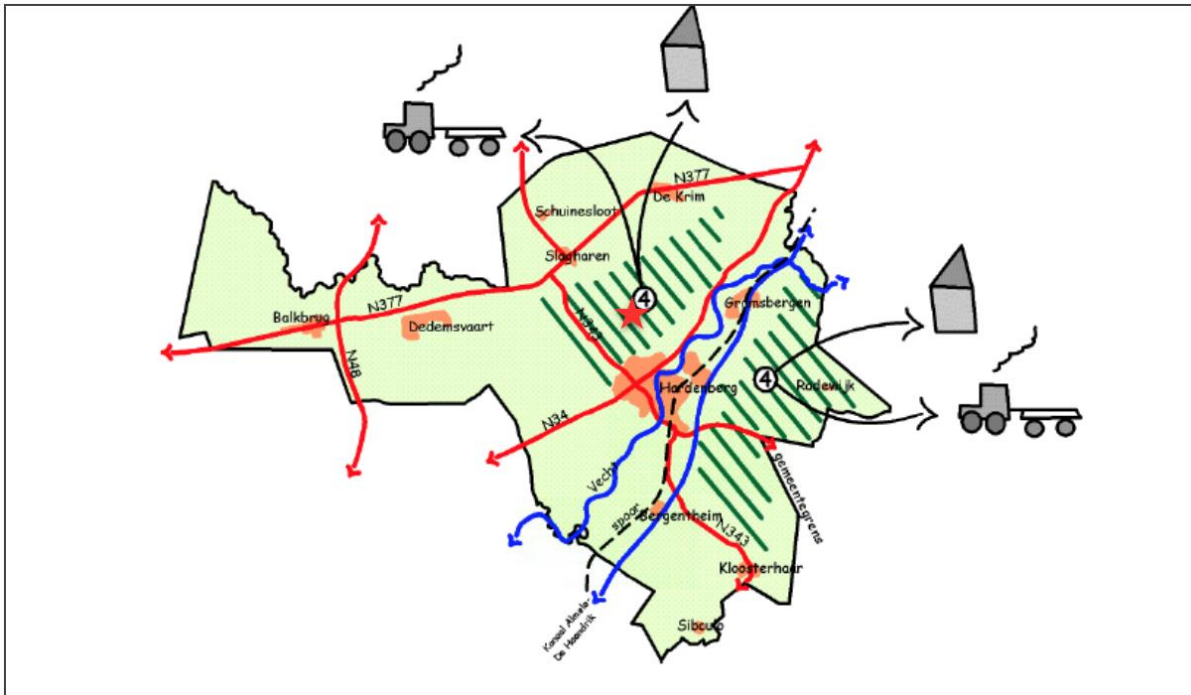 N377
De Krim
Schuinesloot
Slagharen
4
N377
Gramsbergen
Balkbrug
Dedemsvaart
N343
N48
4
Radewijk
Hardenberg
N34
Vecht
gemeentegrens
spoor
Bergentheim
N343
Kloosterhaar
Kanaal Almelo-
De Haandrik
Sibculo